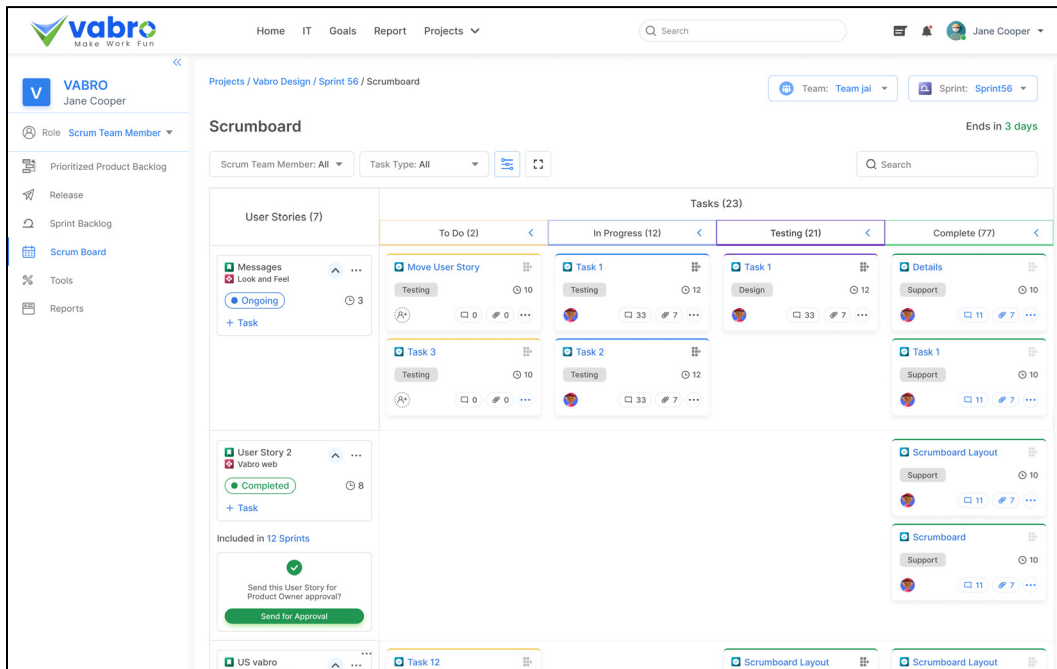 vabro
Make Work Fun
Home IT Goals Report Projects
Search
Jane Cooper
V
VABRO
Jane Cooper
Role Scrum Team Member
Prioritized Product Backlog
Release
Sprint Backlog
Scrum Board
Tools
Reports
Projects / Vabro Design / Sprint 56 / Scrumboard
Team: Team jai
Sprint: Sprint56
Scrumboard
Ends in 3 days
Scrum Team Member: All
Task Type: All
Search
User Stories (7)
Tasks (23)
To Do (2)
In Progress (12)
Testing (21)
Complete (77)
Messages
Look and Feel
Ongoing 3
+ Task
Move User Story
Testing 10
0 0
Task 1
Testing 12
33 7
Task 1
Design 12
33 7
Details
Support 10
11 7
Task 3
Testing 10
0 0
Task 2
Testing 12
33 7
Task 1
Support 10
11 7
User Story 2
Vabro web
Completed 8
+ Task
Included in 12 Sprints
Send this User Story for
Product Owner approval?
Send for Approval
Scrumboard Layout
Support 10
11 7
Scrumboard
Support 10
11 7
US vabro
Task 12
Scrumboard Layout
Scrumboard Layout